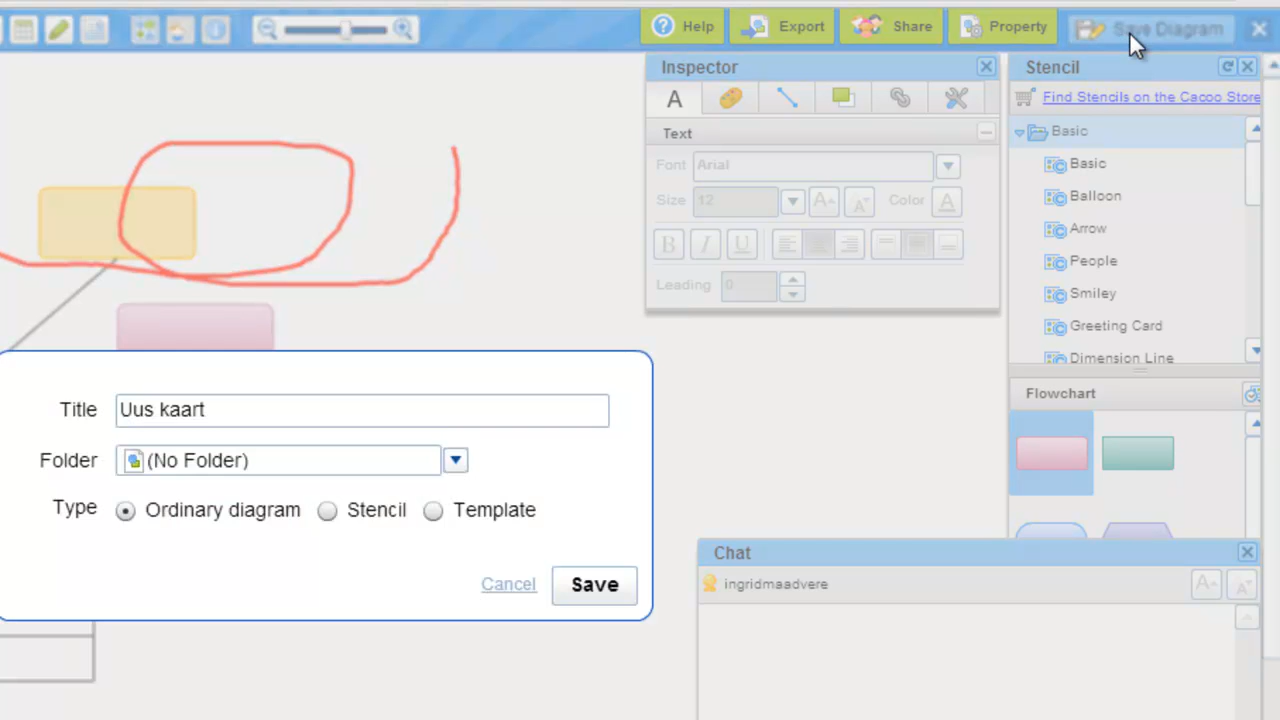 Help Export Share Property Save Diagram
Inspector
A
Text
Font Arial
Size 12 A A Color A
B I U
Leading 0
Stencil
Find Stencils on the Cacoo Store
Basic
Basic
Balloon
Arrow
People
Smiley
Greeting Card
Dimension Line
Flowchart
Title Uus kaart
Folder (No Folder)
Type Ordinary diagram Stencil Template
Cancel Save
Chat
ingridmaadvere A A